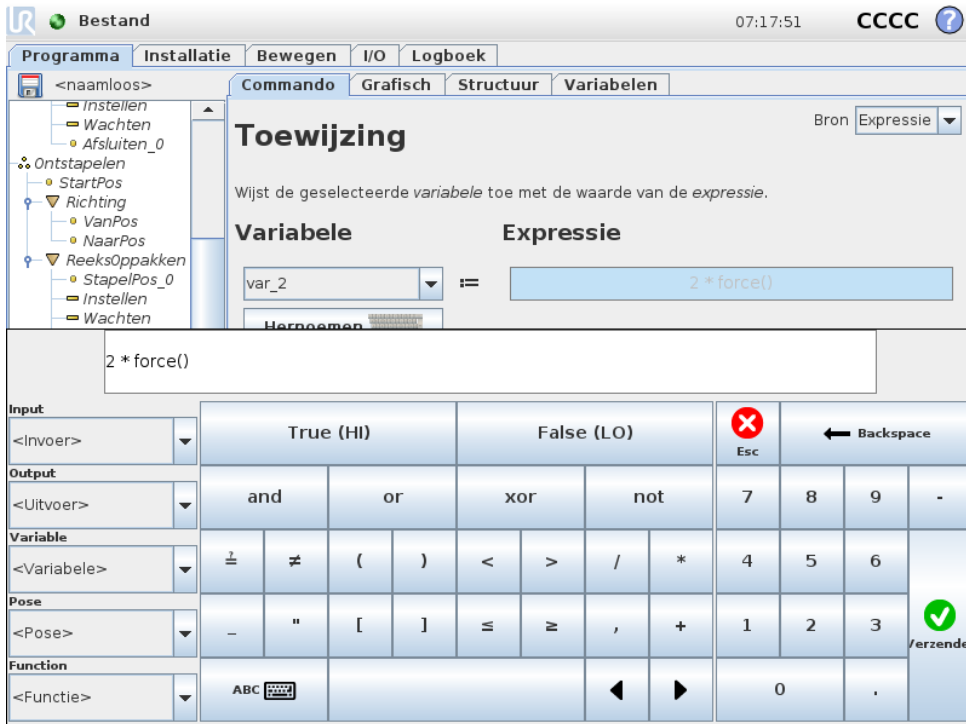 UR Bestand 07:17:51 CCCC ?
Programma Installatie Bewegen I/O Logboek
<naamloos> Commando Grafisch Structuur Variabelen
Instellen
Wachten
Afsluiten_0
Ontstapelen
StartPos
Richting
VanPos
NaarPos
ReeksOppakken
StapelPos_0
Instellen
Wachten
Toewijzing
Bron Expressie
Wijst de geselecteerde variabele toe met de waarde van de expressie.
Variabele Expressie
var_2 := 2 * force()
Hernoemen
2 * force()
Input
<Invoer>
Output
<Uitvoer>
Variable
<Variabele>
Pose
<Pose>
Function
<Functie>
True (HI) False (LO) Esc Backspace
and or xor not 7 8 9 -
≟ ≠ ( ) < > / * 4 5 6
_ " [ ] ≤ ≥ , + 1 2 3 Verzende
ABC 0 .